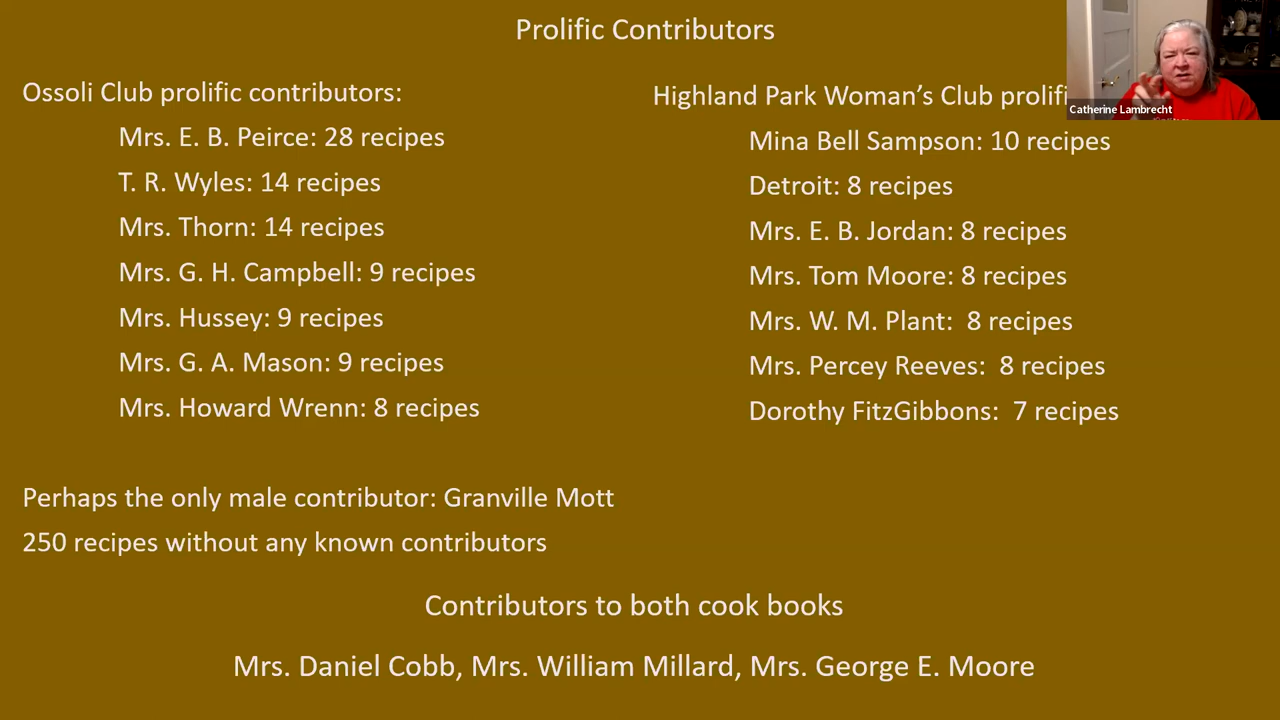 Prolific Contributors
Ossoli Club prolific contributors:
Mrs. E. B. Peirce: 28 recipes
T. R. Wyles: 14 recipes
Mrs. Thorn: 14 recipes
Mrs. G. H. Campbell: 9 recipes
Mrs. Hussey: 9 recipes
Mrs. G. A. Mason: 9 recipes
Mrs. Howard Wrenn: 8 recipes
Perhaps the only male contributor: Granville Mott
250 recipes without any known contributors
Highland Park Woman’s Club prolifi
Mina Bell Sampson: 10 recipes
Detroit: 8 recipes
Mrs. E. B. Jordan: 8 recipes
Mrs. Tom Moore: 8 recipes
Mrs. W. M. Plant:  8 recipes
Mrs. Percey Reeves:  8 recipes
Dorothy FitzGibbons:  7 recipes
Contributors to both cook books
Mrs. Daniel Cobb, Mrs. William Millard, Mrs. George E. Moore
Catherine Lambrecht